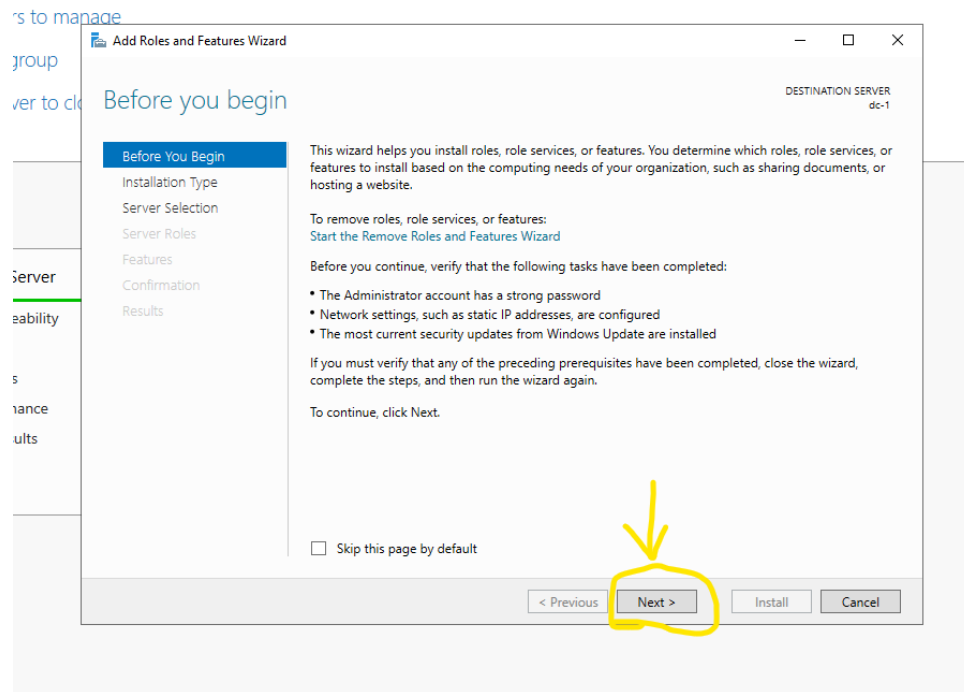 rs to manage
group
ver to clo
Server
eability
s
nance
ults
Add Roles and Features Wizard
Before you begin
DESTINATION SERVER
dc-1
Before You Begin
Installation Type
Server Selection
Server Roles
Features
Confirmation
Results
This wizard helps you install roles, role services, or features. You determine which roles, role services, or
features to install based on the computing needs of your organization, such as sharing documents, or
hosting a website.
To remove roles, role services, or features:
Start the Remove Roles and Features Wizard
Before you continue, verify that the following tasks have been completed:
• The Administrator account has a strong password
• Network settings, such as static IP addresses, are configured
• The most current security updates from Windows Update are installed
If you must verify that any of the preceding prerequisites have been completed, close the wizard,
complete the steps, and then run the wizard again.
To continue, click Next.
Skip this page by default
< Previous
Next >
Install
Cancel